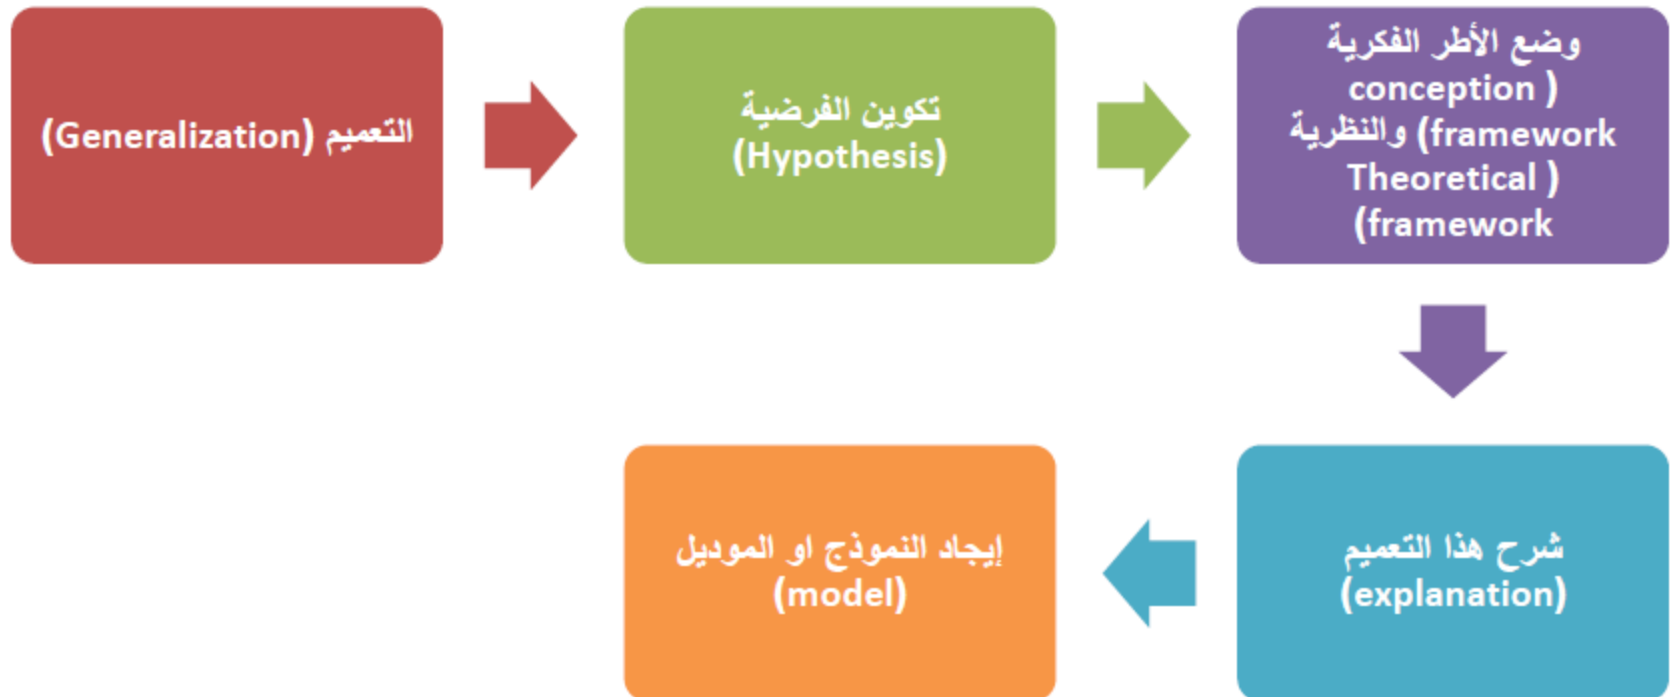 التعميم (Generalization)
تكوين الفرضية
(Hypothesis)
وضع الأطر الفكرية
( conception
framework) والنظرية
( Theoretical
framework)
شرح هذا التعميم
(explanation)
إيجاد النموذج او الموديل
(model)